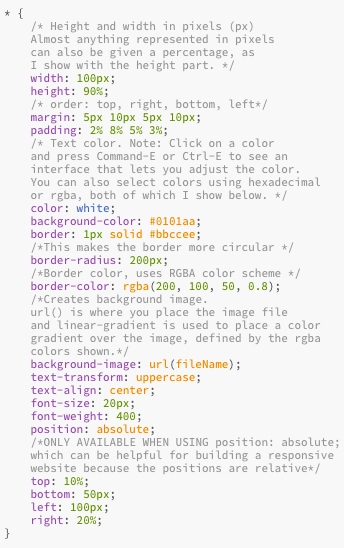 * {
/* Height and width in pixels (px)
Almost anything represented in pixels
can also be given a percentage, as
I show with the height part. */
width: 100px;
height: 90%;
/* order: top, right, bottom, left*/
margin: 5px 10px 5px 10px;
padding: 2% 8% 5% 3%;
/* Text color. Note: Click on a color
and press Command-E or Ctrl-E to see an
interface that lets you adjust the color.
You can also select colors using hexadecimal
or rgba, both of which I show below. */
color: white;
background-color: #0101aa;
border: 1px solid #bbccee;
/*This makes the border more circular */
border-radius: 200px;
/*Border color, uses RGBA color scheme */
border-color: rgba(200, 100, 50, 0.8);
/*Creates background image.
url() is where you place the image file
and linear-gradient is used to place a color
gradient over the image, defined by the rgba
colors shown.*/
background-image: url(fileName);
text-transform: uppercase;
text-align: center;
font-size: 20px;
font-weight: 400;
position: absolute;
/*ONLY AVAILABLE WHEN USING position: absolute;
which can be helpful for building a responsive
website because the positions are relative*/
top: 10%;
bottom: 50px;
left: 100px;
right: 20%;
}